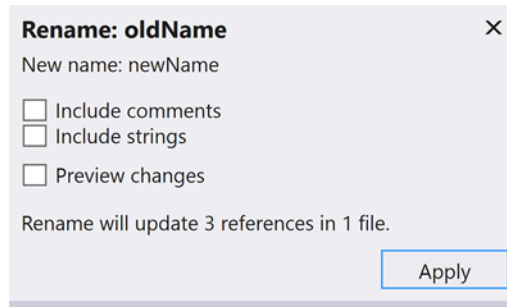 Rename: oldName
New name: newName
Include comments
Include strings
Preview changes
Rename will update 3 references in 1 file.
Apply